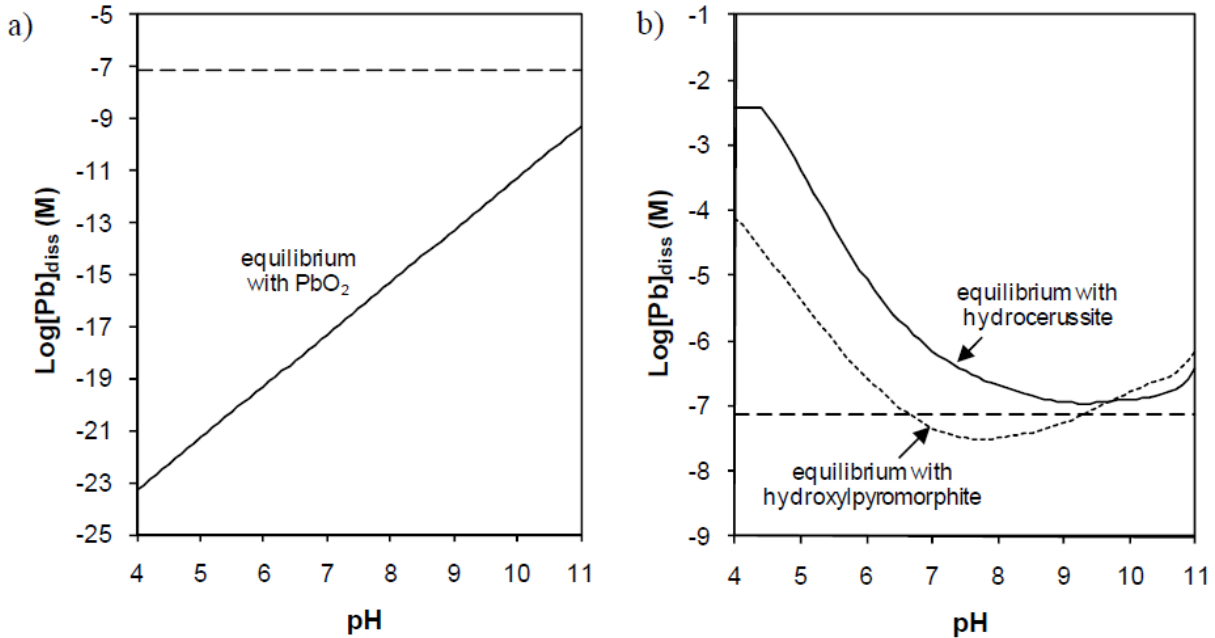 a)
-5
-7
-9
-11
-13
-15
-17
-19
-21
-23
-25
Log[Pb]diss (M)
equilibrium
with PbO2
4 5 6 7 8 9 10 11
pH
b)
-1
-2
-3
-4
-5
-6
-7
-8
-9
Log[Pb]diss (M)
equilibrium with
hydrocerussite
equilibrium with
hydroxylpyromorphite
4 5 6 7 8 9 10 11
pH